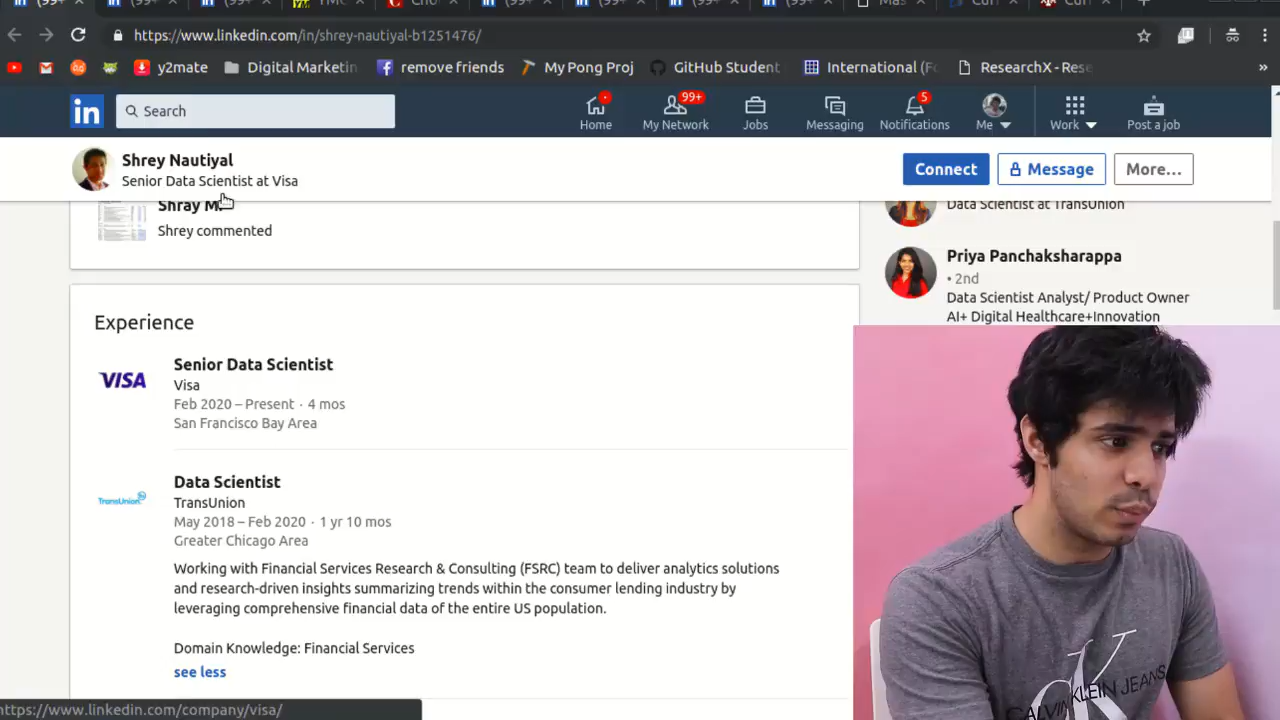 https://www.linkedin.com/in/shrey-nautiyal-b1251476/
y2mate
Digital Marketin
remove friends
My Pong Proj
GitHub Student
International (Fo
ResearchX - Rese
»
in
Search
Home
99+
My Network
Jobs
Messaging
5
Notifications
Me
Work
Post a job
Shrey Nautiyal
Senior Data Scientist at Visa
Connect
Message
More...
Shray M.
Shrey commented
Data Scientist at TransUnion
Priya Panchaksharappa
• 2nd
Data Scientist Analyst/ Product Owner
AI+ Digital Healthcare+Innovation
Experience
VISA
Senior Data Scientist
Visa
Feb 2020 – Present · 4 mos
San Francisco Bay Area
TransUnion
Data Scientist
TransUnion
May 2018 – Feb 2020 · 1 yr 10 mos
Greater Chicago Area
Working with Financial Services Research & Consulting (FSRC) team to deliver analytics solutions
and research-driven insights summarizing trends within the consumer lending industry by
leveraging comprehensive financial data of the entire US population.
Domain Knowledge: Financial Services
see less
https://www.linkedin.com/company/visa/
CALVIN KLEIN JEANS